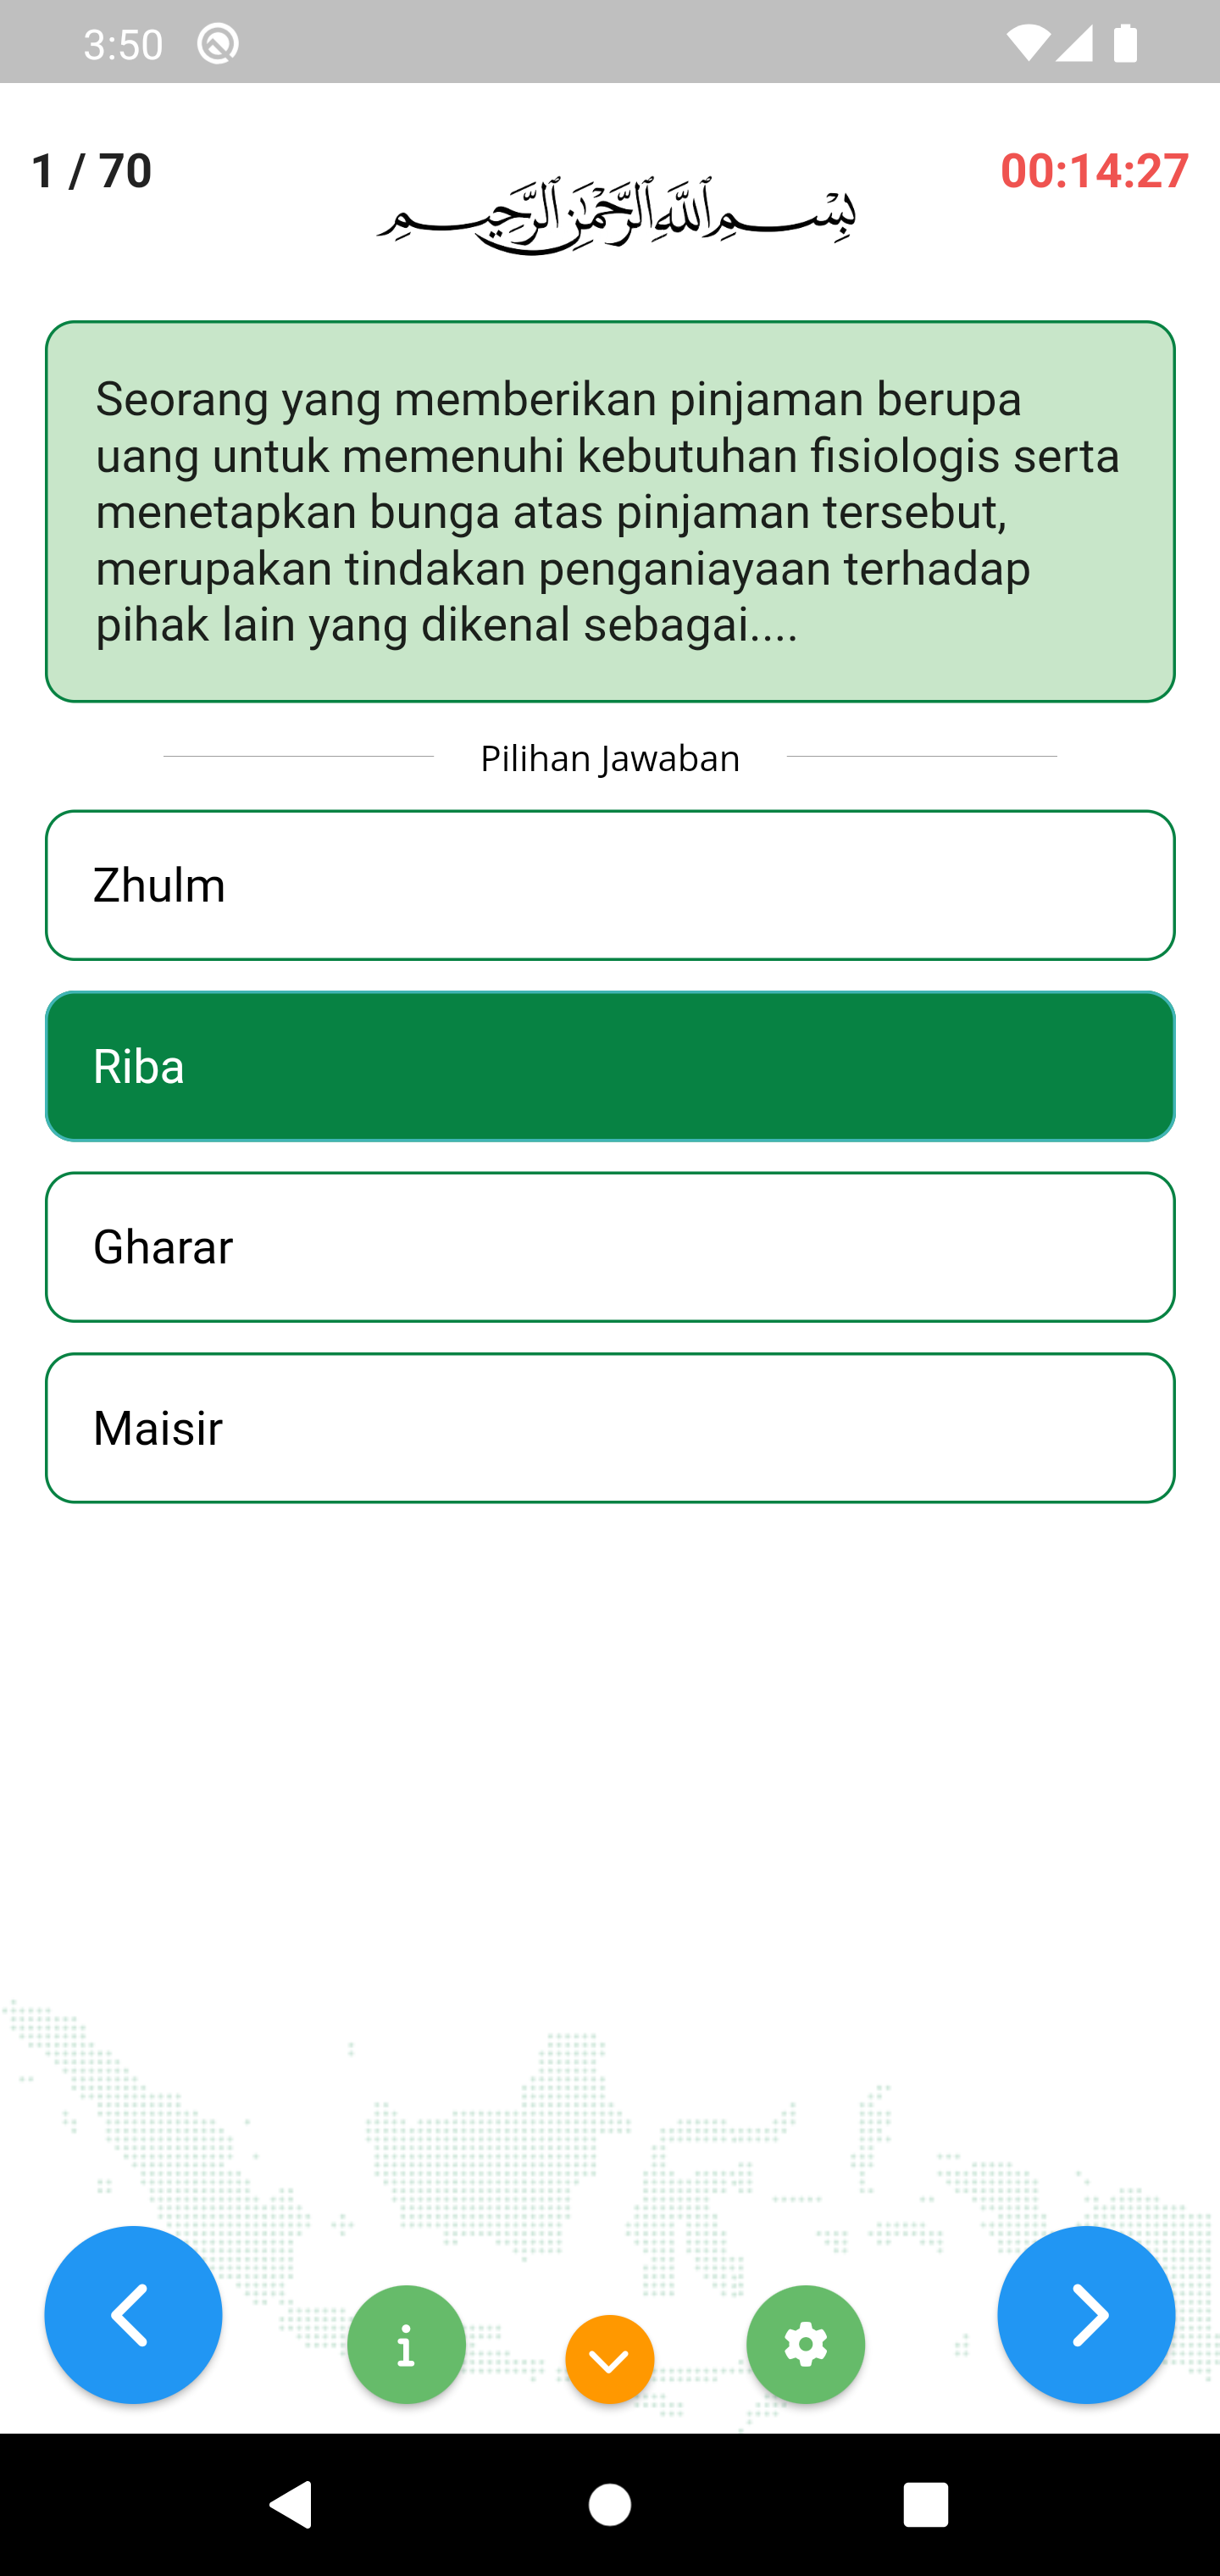 3:50
1 / 70
00:14:27
بِسْمِ ٱللَّهِ ٱلرَّحْمَٰنِ ٱلرَّحِيمِ
Seorang yang memberikan pinjaman berupa
uang untuk memenuhi kebutuhan fisiologis serta
menetapkan bunga atas pinjaman tersebut,
merupakan tindakan penganiayaan terhadap
pihak lain yang dikenal sebagai....
Pilihan Jawaban
Zhulm
Riba
Gharar
Maisir